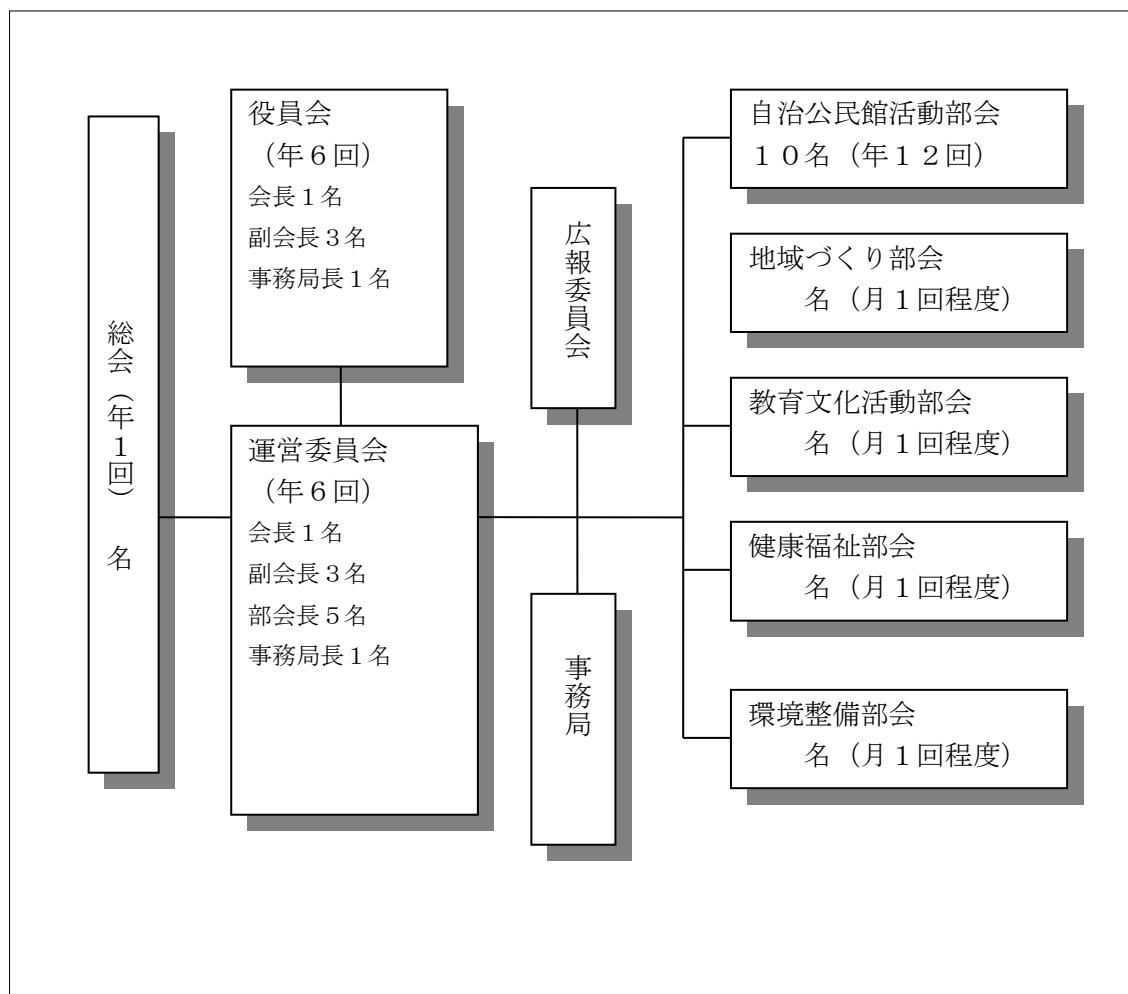 総会（年１回）　名
役員会
（年６回）
会長１名
副会長３名
事務局長１名
運営委員会
（年６回）
会長１名
副会長３名
部会長５名
事務局長１名
広報委員会
事務局
自治公民館活動部会
１０名（年１２回）
地域づくり部会
名（月１回程度）
教育文化活動部会
名（月１回程度）
健康福祉部会
名（月１回程度）
環境整備部会
名（月１回程度）